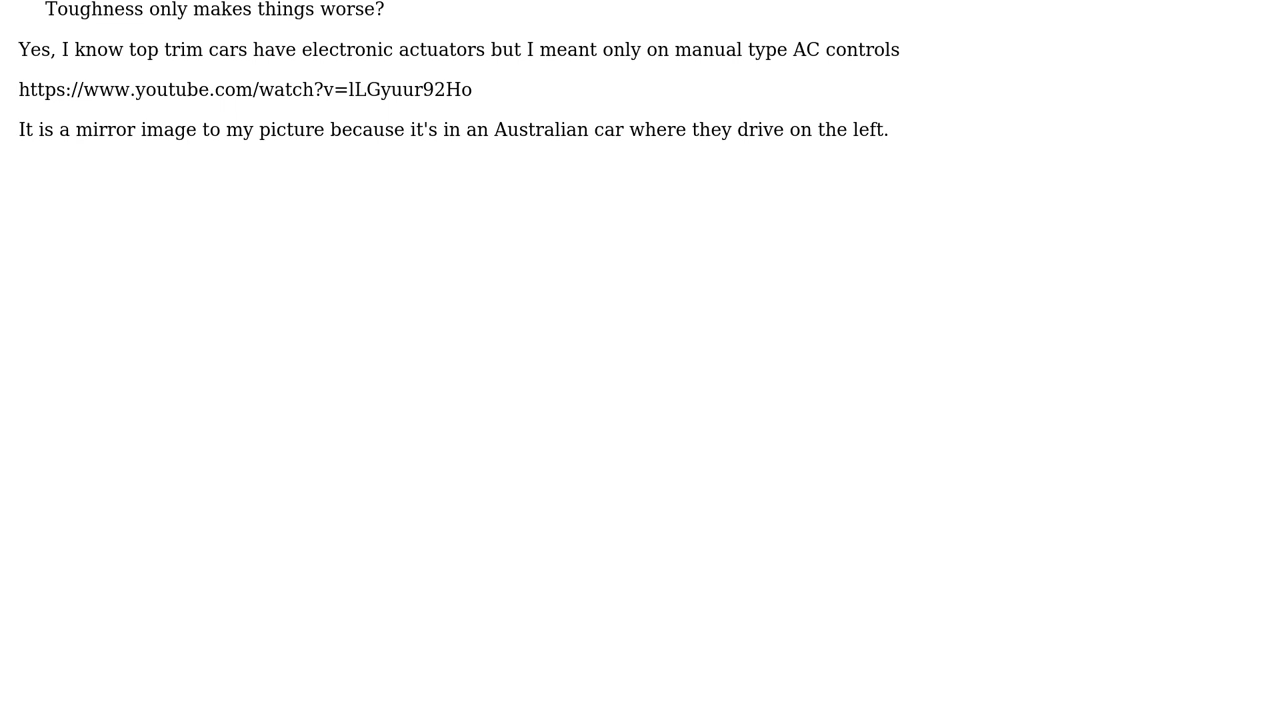 Toughness only makes things worse?
Yes, I know top trim cars have electronic actuators but I meant only on manual type AC controls
https://www.youtube.com/watch?v=lLGyuur92Ho
It is a mirror image to my picture because it's in an Australian car where they drive on the left.